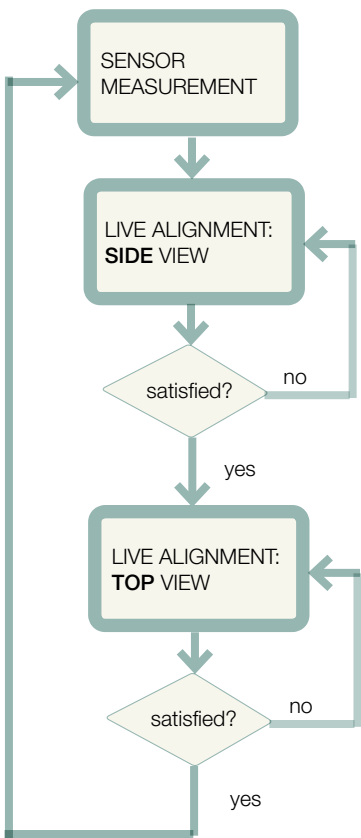 SENSOR
MEASUREMENT
LIVE ALIGNMENT:
SIDE VIEW
satisfied?
no
yes
LIVE ALIGNMENT:
TOP VIEW
satisfied?
no
yes